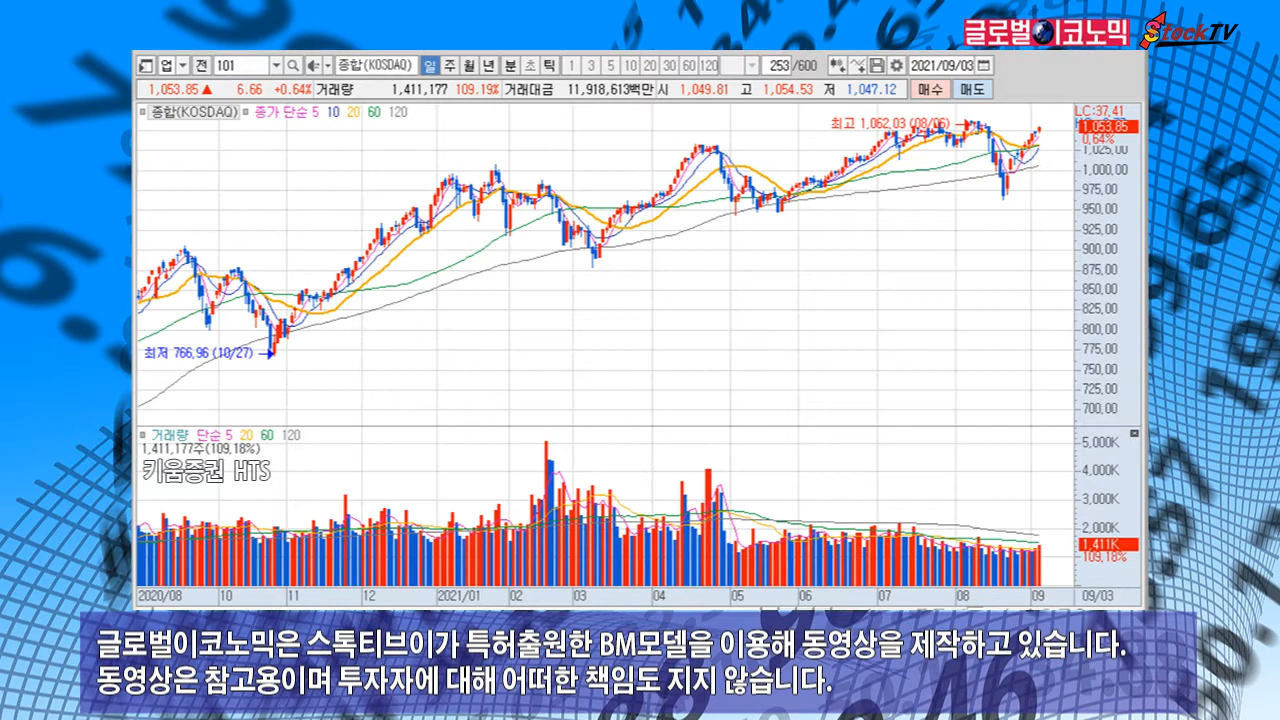 글로벌이코노믹 StockTV
업 전 101 종합(KOSDAQ) 일 주 월 년 분 초 틱 1 3 5 10 20 30 60 120 253/600 2021/09/03
1,053.85 ▲ 6.66 +0.64% 거래량 1,411,177 109.19% 거래대금 11,918,613백만 시 1,049.81 고 1,054.53 저 1,047.12 매수 매도
종합(KOSDAQ) 종가 단순 5 10 20 60 120
LC:37.41
최고 1,062.03 (08/06)
1,053.85
0.64%
1,025.00
1,000.00
975.00
950.00
925.00
900.00
875.00
850.00
825.00
800.00
775.00
최저 766.96 (10/27)
750.00
725.00
700.00
거래량 단순 5 20 60 120
1,411,177주(109.18%)
키움증권 HTS
5,000K
4,000K
3,000K
2,000K
1,411K
109.18%
2020/08 10 11 12 2021/01 02 03 04 05 06 07 08 09 09/03
글로벌이코노믹은 스톡티브이가 특허출원한 BM모델을 이용해 동영상을 제작하고 있습니다.
동영상은 참고용이며 투자자에 대해 어떠한 책임도 지지 않습니다.